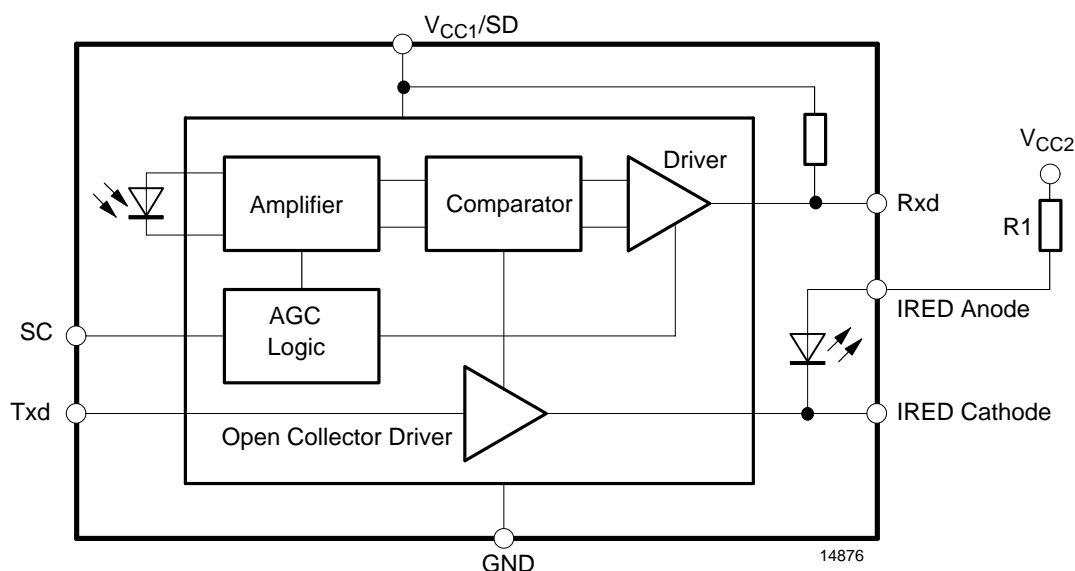 VCC1/SD
Driver
VCC2
Amplifier
Comparator
Rxd
R1
AGC
Logic
IRED Anode
SC
Txd
Open Collector Driver
IRED Cathode
GND
14876